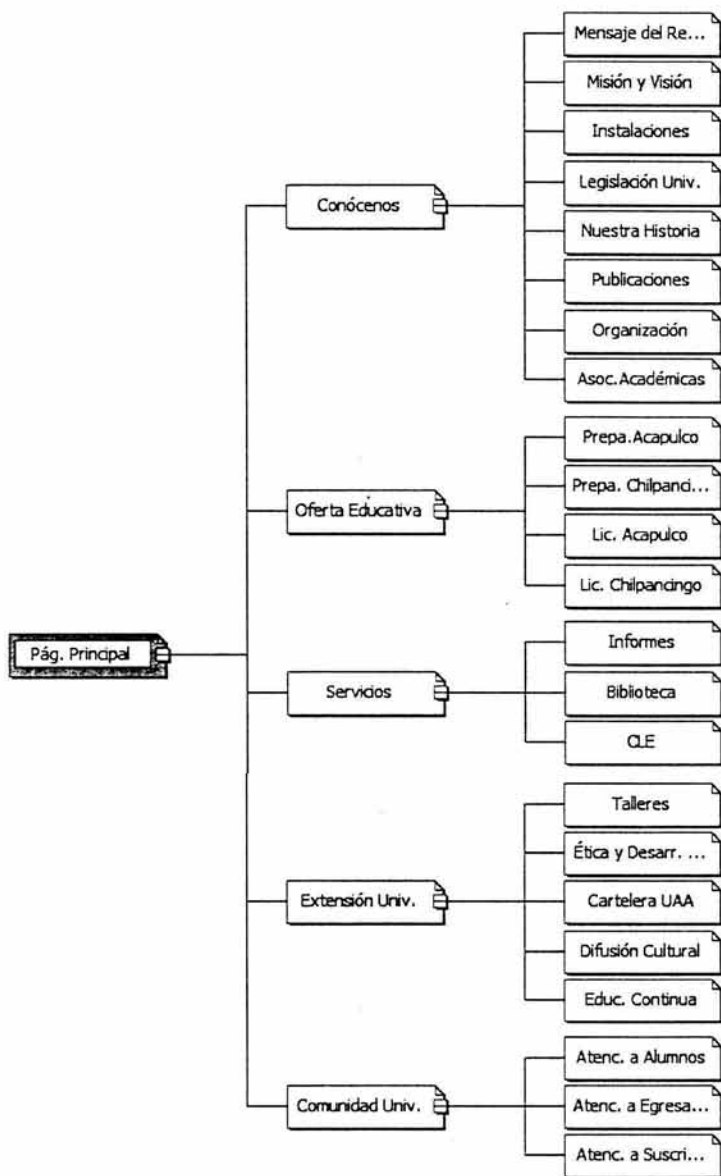 Pág. Principal
Conócenos
Mensaje del Re...
Misión y Visión
Instalaciones
Legislación Univ.
Nuestra Historia
Publicaciones
Organización
Asoc.Académicas
Oferta Educativa
Prepa.Acapulco
Prepa. Chilpanci...
Lic. Acapulco
Lic. Chilpancingo
Servicios
Informes
Biblioteca
CLE
Extensión Univ.
Talleres
Ética y Desarr. ...
Cartelera UAA
Difusión Cultural
Educ. Continua
Comunidad Univ.
Atenc. a Alumnos
Atenc. a Egresa...
Atenc. a Suscri...